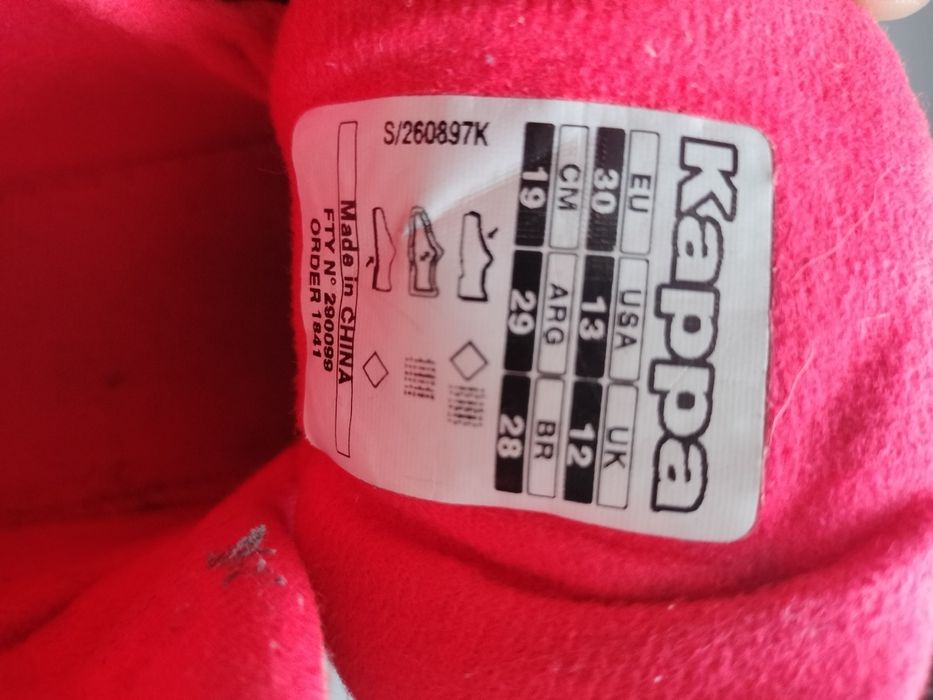 Kappa
EU USA UK
30 13 12
CM ARG BR
19 29 28
S/260897K
Made in CHINA
FTY N° 290099
ORDER 1841